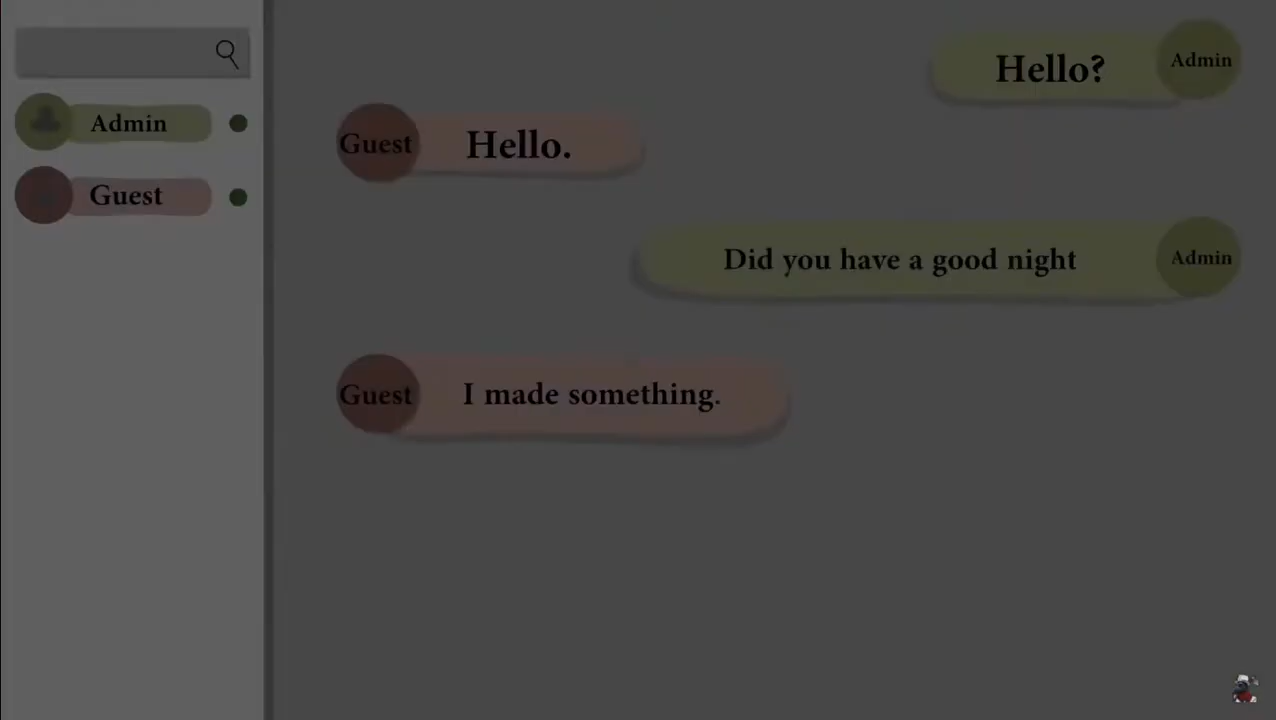 Admin
Guest
Hello?
Admin
Guest
Hello.
Did you have a good night
Admin
Guest
I made something.